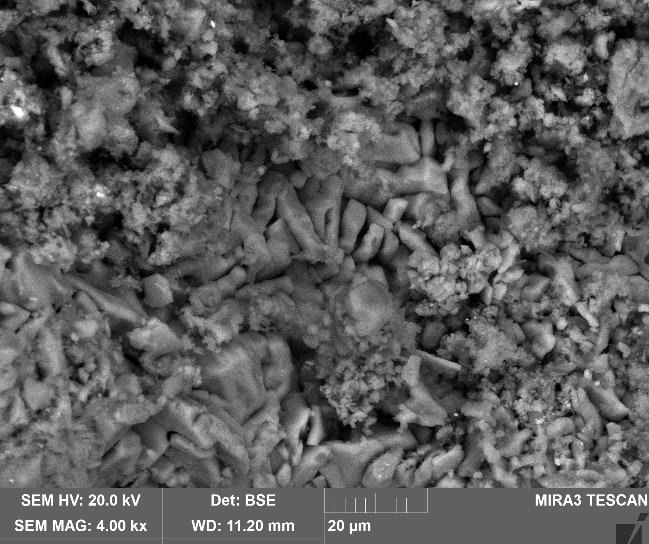 SEM HV: 20.0 kV Det: BSE MIRA3 TESCAN
SEM MAG: 4.00 kx WD: 11.20 mm 20 µm